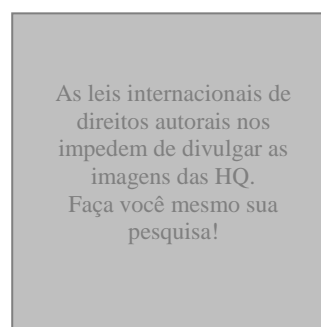 As leis internacionais de
direitos autorais nos
impedem de divulgar as
imagens das HQ.
Faça você mesmo sua
pesquisa!